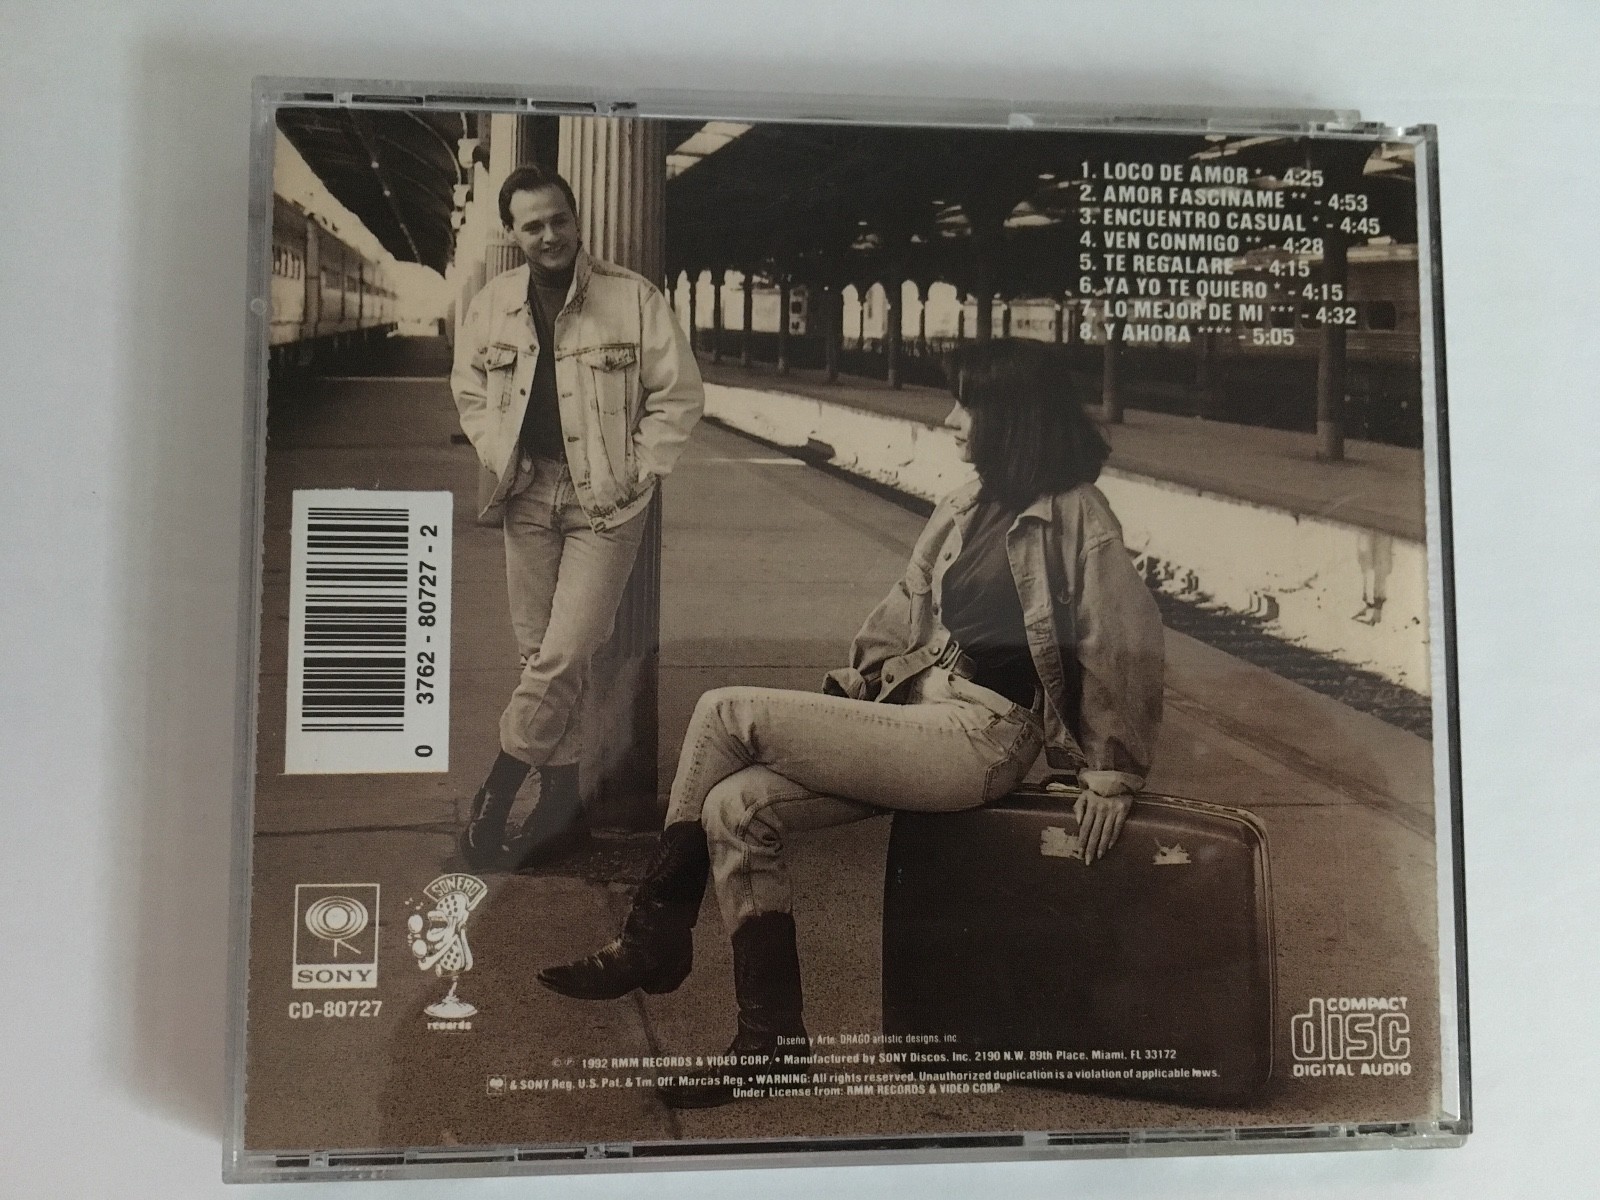 1. LOCO DE AMOR * - 4:25
2. AMOR FASCINAME ** - 4:53
3. ENCUENTRO CASUAL * - 4:45
4. VEN CONMIGO ** - 4:28
5. TE REGALARE * - 4:15
6. YA YO TE QUIERO * - 4:15
7. LO MEJOR DE MI *** - 4:32
8. Y AHORA **** - 5:05
0 3762 - 80727 - 2
SONY
CD-80727
SONERO
records
Diseño y Arte: DRAGO artistic designs, inc.
© ℗ 1992 RMM RECORDS & VIDEO CORP. • Manufactured by SONY Discos, Inc. 2190 N.W. 89th Place, Miami, FL 33172
& SONY Reg. U.S. Pat. & Tm. Off. Marcas Reg. • WARNING: All rights reserved. Unauthorized duplication is a violation of applicable laws.
Under License from: RMM RECORDS & VIDEO CORP.
COMPACT
disc
DIGITAL AUDIO